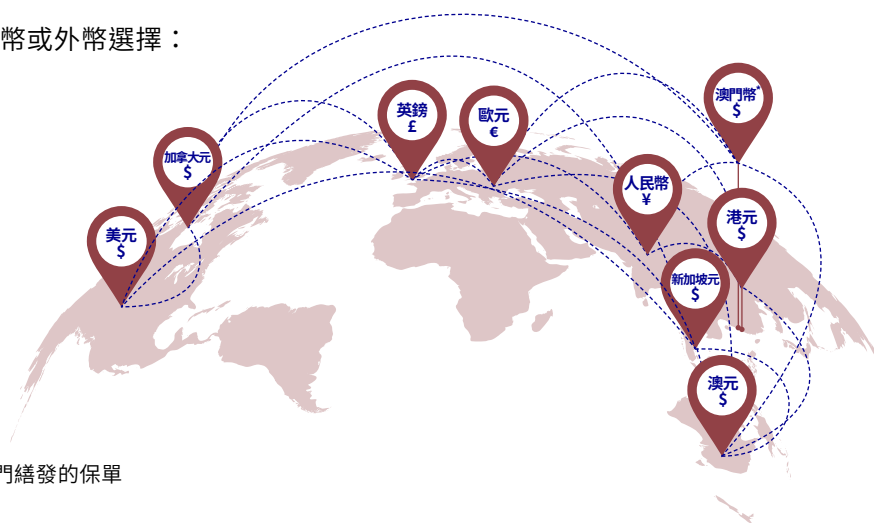 幣或外幣選擇：
澳門幣*
$
英鎊
£
歐元
€
加拿大元
$
人民幣
¥
港元
$
美元
$
新加坡元
$
澳元
$
門繕發的保單